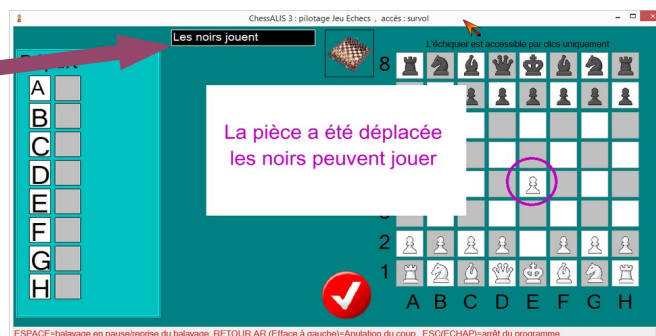 ChessALIS 3 : pilotage Jeu Echecs , accès : survol
Les noirs jouent
L'échiquier est accessible par clics uniquement
8
A
B
C
D
E
F
G
H
La pièce a été déplacée
les noirs peuvent jouer
2
1
A B C D E F G H
ESPACE=balayage en pause/reprise du balayage RETOUR AR (Efface à gauche)=Anulation du coup ESC(ECHAP)=arrêt du programme